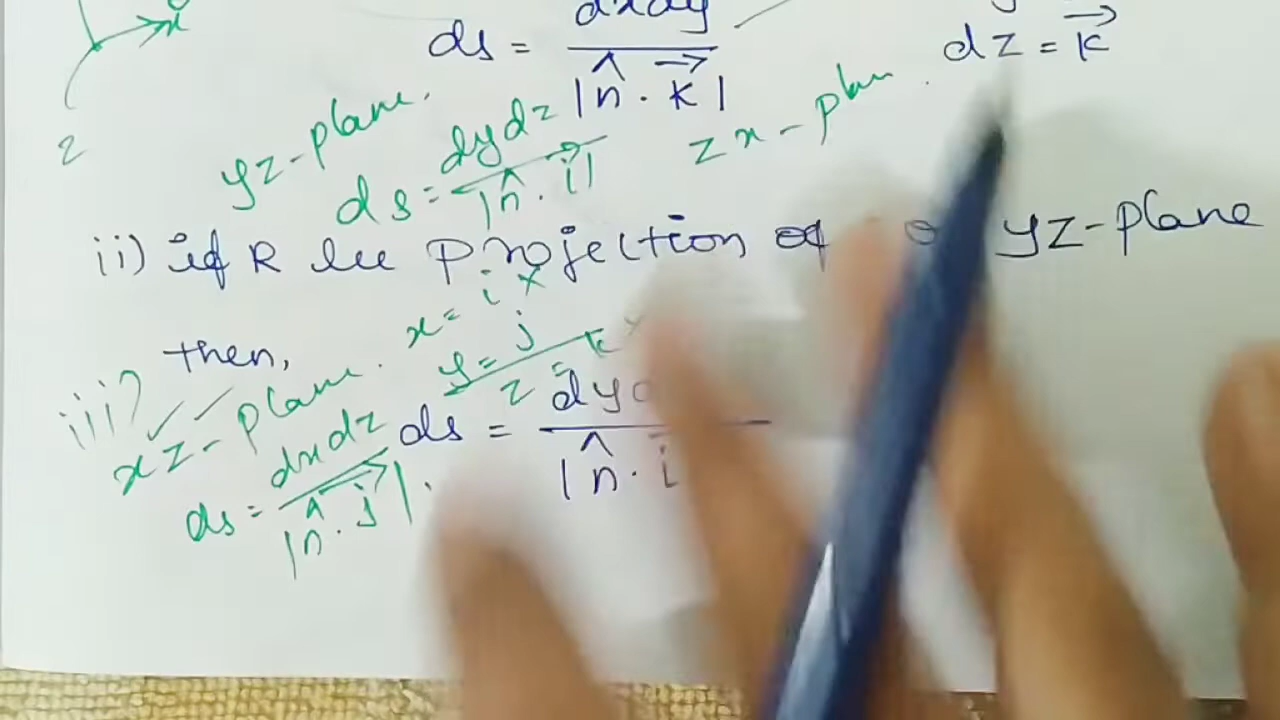 x
ds = dxdy / |n̂ . k⃗|
dz = k⃗
z
yz-plane.
ds = dydz / |n̂ . i⃗|
zx - plan
ii) if R be Projection of yz-plane
x = i
then,
y = j
z = k
iii)
xz-plane.
ds = dxdz / |n̂ . j⃗|.
ds = dy / |n̂ . i